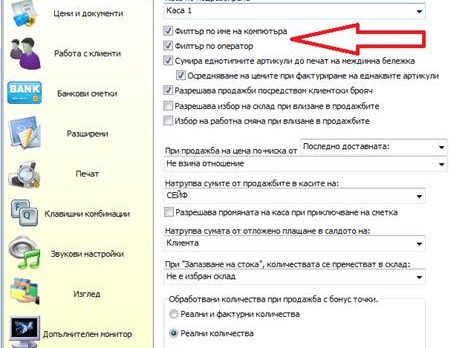 Каса 1
Цени и документи
Филтър по име на компютъра
Филтър по оператор
Работа с клиенти
Сумира еднотипните артикули до печат на междинна бележка
Осредняване на цените при фактуриране на еднаквите артикули
Банкови сметки
BANK
Разрешава продажби посредством клиентски брояч
Разрешава избор на склад при влизане в продажбите
Избор на работна смяна при влизане в продажбите
Разширени
При продажба на цена по-ниска от
Последно доставната:
Не взима отношение
Печат
Натрупва сумите от продажбите в касите на:
СЕЙФ
Клавишни комбинации
F
Q
Разрешава промяната на каса при приключване на сметка
Натрупва сумата от отложено плащане в салдото на:
Клиента
Звукови настройки
При "Запазване на стока", количествата се преместват в склад:
Не е избран склад
Изглед
Обработвани количества при продажба с бонус точки.
Реални и фактурни количества
Реални количества
Допълнителен монитор